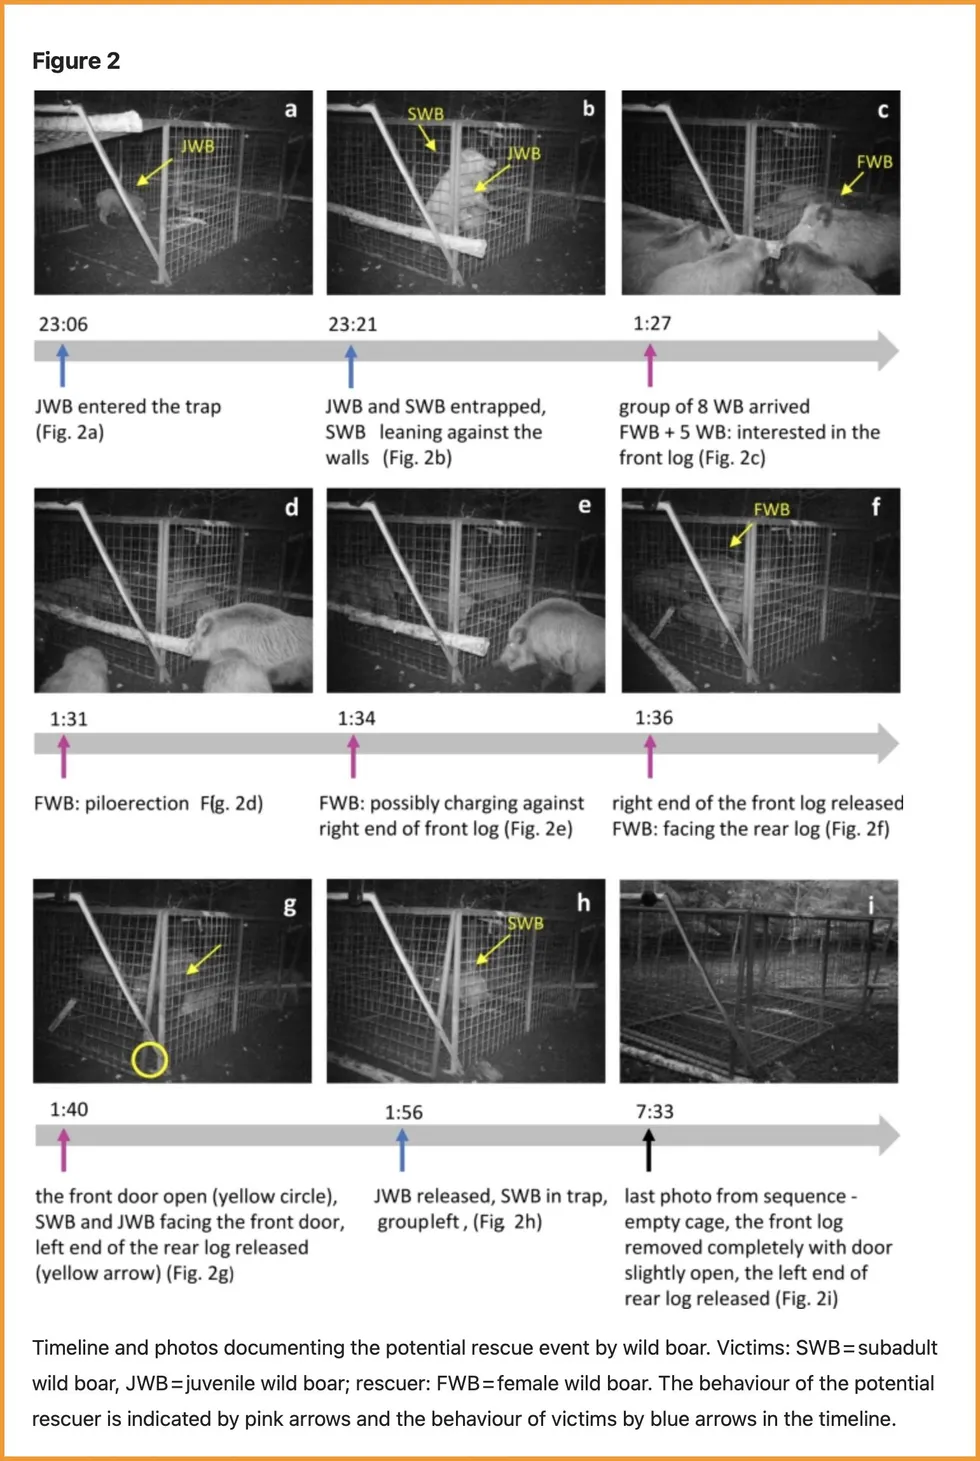 Figure 2
a
JWB
b
SWB
JWB
c
FWB
23:06
23:21
1:27
JWB entered the trap
(Fig. 2a)
JWB and SWB entrapped,
SWB leaning against the
walls (Fig. 2b)
group of 8 WB arrived
FWB + 5 WB: interested in the
front log (Fig. 2c)
d
e
FWB
f
1:31
1:34
1:36
FWB: piloerection F(g. 2d)
FWB: possibly charging against
right end of front log (Fig. 2e)
right end of the front log released
FWB: facing the rear log (Fig. 2f)
g
h
SWB
i
1:40
1:56
7:33
the front door open (yellow circle),
SWB and JWB facing the front door,
left end of the rear log released
(yellow arrow) (Fig. 2g)
JWB released, SWB in trap,
group left , (Fig 2h)
last photo from sequence -
empty cage, the front log
removed completely with door
slightly open, the left end of
rear log released (Fig. 2i)
Timeline and photos documenting the potential rescue event by wild boar. Victims: SWB = subadult
wild boar, JWB = juvenile wild boar; rescuer: FWB = female wild boar. The behaviour of the potential
rescuer is indicated by pink arrows and the behaviour of victims by blue arrows in the timeline.